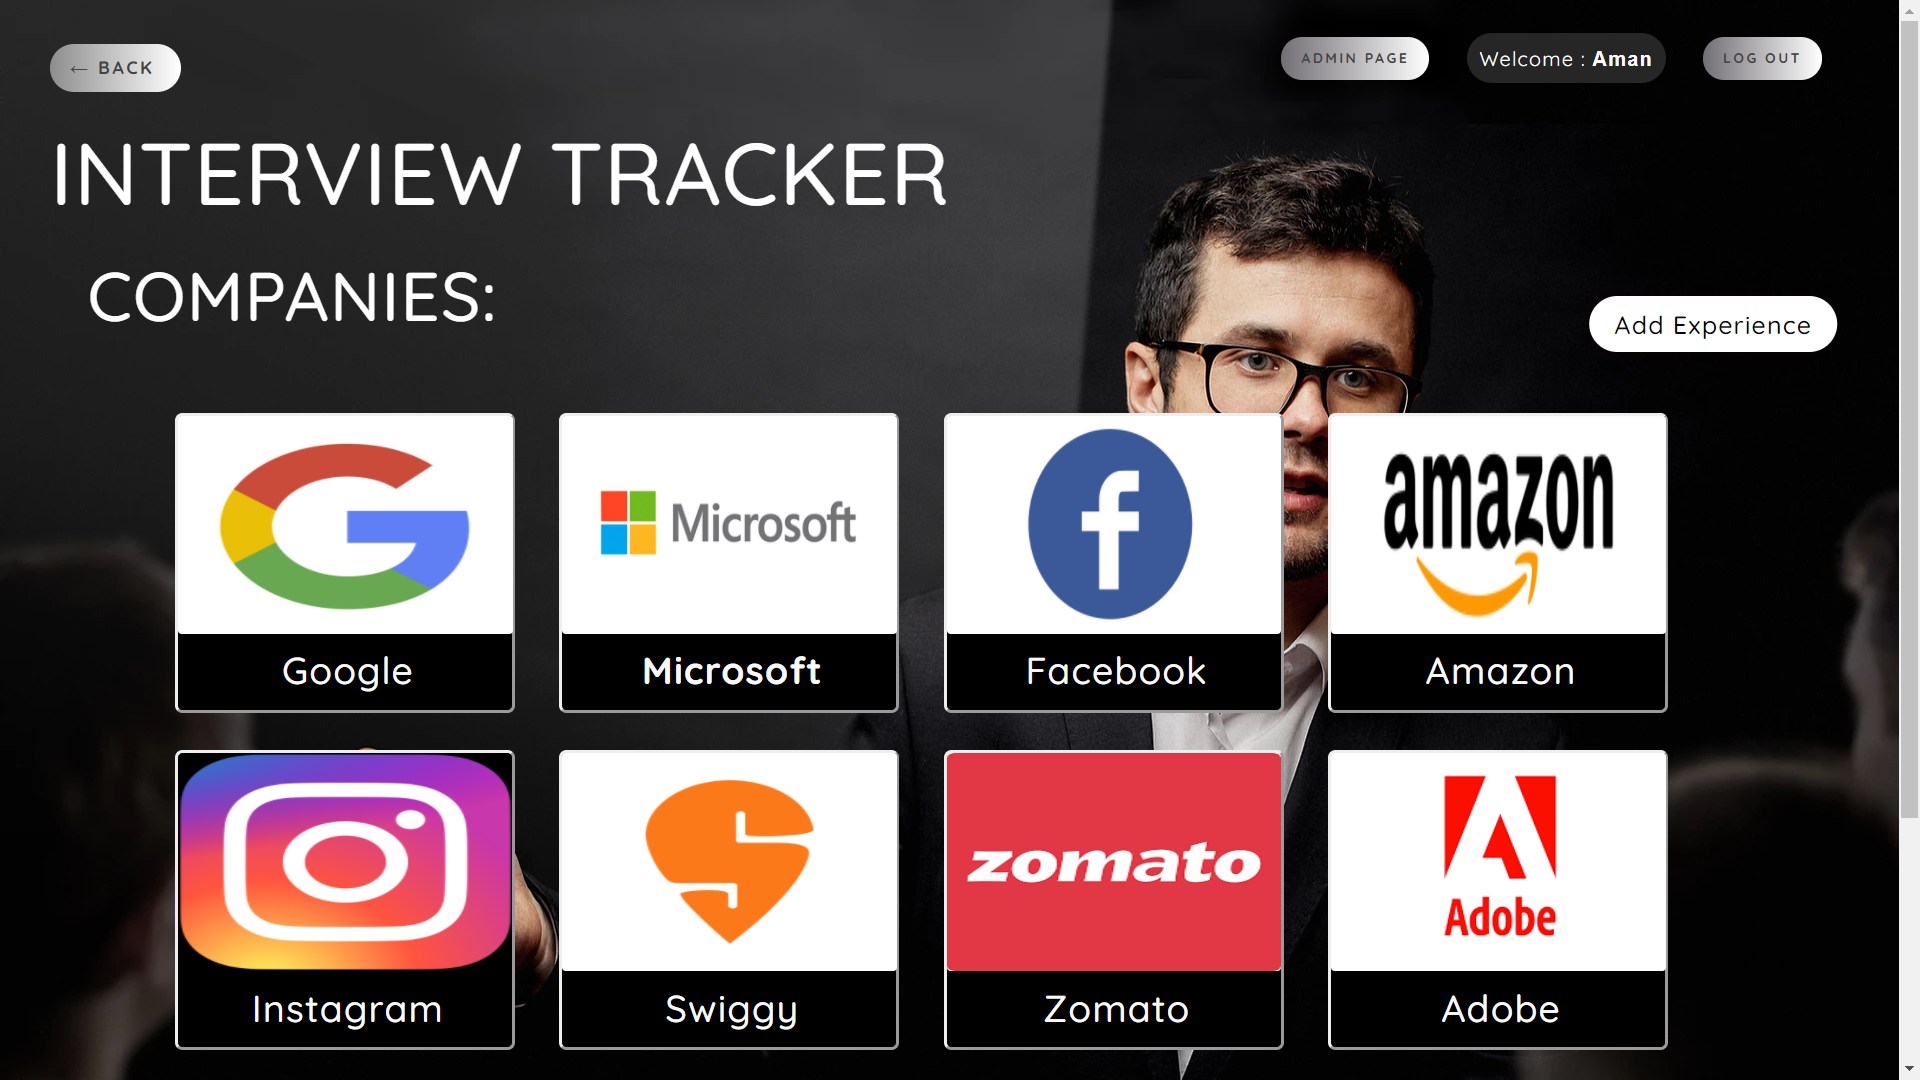 ← BACK
ADMIN PAGE
Welcome : Aman
LOG OUT
INTERVIEW TRACKER
COMPANIES:
Add Experience
Microsoft
amazon
Google
Microsoft
Facebook
Amazon
zomato
Adobe
Instagram
Swiggy
Zomato
Adobe